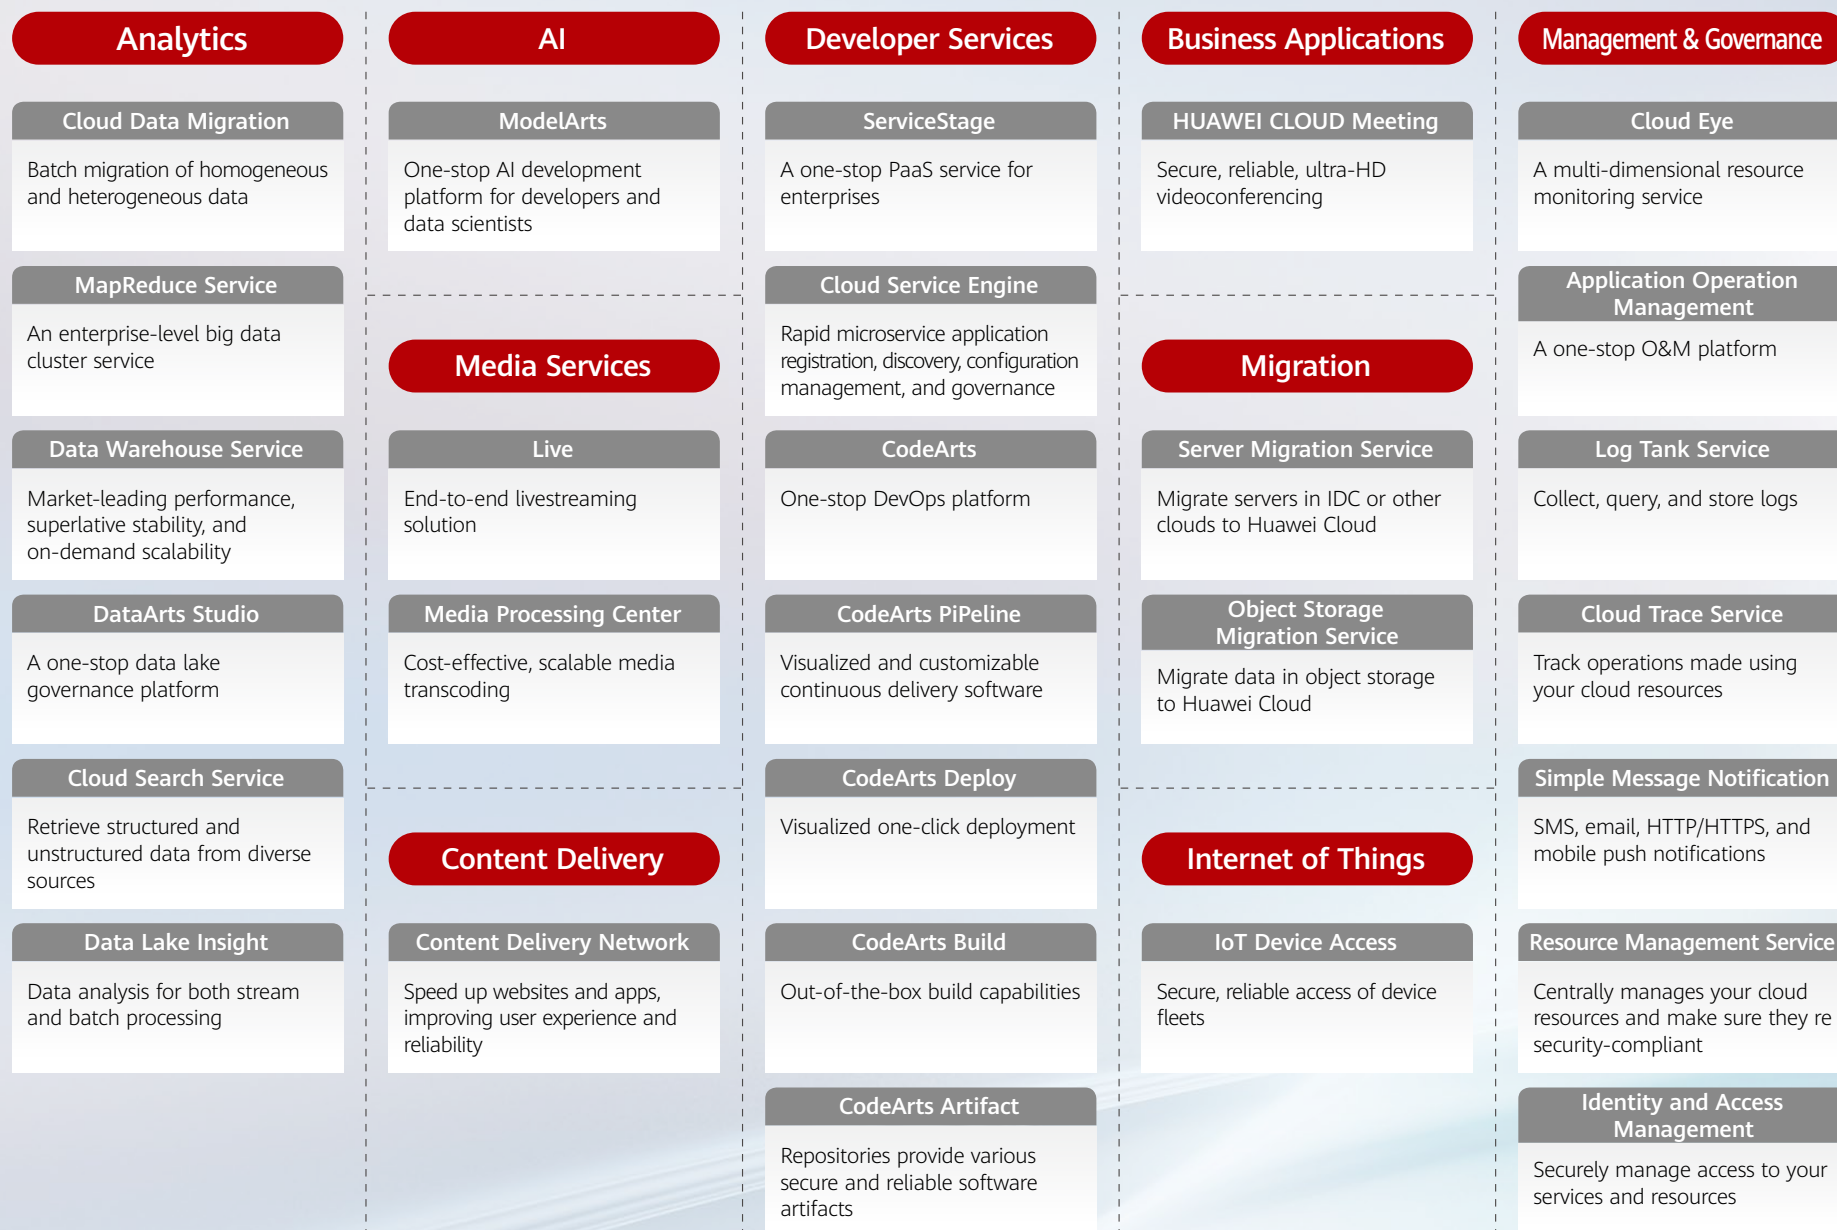 Analytics
Cloud Data Migration
Batch migration of homogeneous
and heterogeneous data
MapReduce Service
An enterprise-level big data
cluster service
Data Warehouse Service
Market-leading performance,
superlative stability, and
on-demand scalability
DataArts Studio
A one-stop data lake
governance platform
Cloud Search Service
Retrieve structured and
unstructured data from diverse
sources
Data Lake Insight
Data analysis for both stream
and batch processing
AI
ModelArts
One-stop AI development
platform for developers and
data scientists
Media Services
Live
End-to-end livestreaming
solution
Media Processing Center
Cost-effective, scalable media
transcoding
Content Delivery
Content Delivery Network
Speed up websites and apps,
improving user experience and
reliability
Developer Services
ServiceStage
A one-stop PaaS service for
enterprises
Cloud Service Engine
Rapid microservice application
registration, discovery, configuration
management, and governance
CodeArts
One-stop DevOps platform
CodeArts PiPeline
Visualized and customizable
continuous delivery software
CodeArts Deploy
Visualized one-click deployment
CodeArts Build
Out-of-the-box build capabilities
CodeArts Artifact
Repositories provide various
secure and reliable software
artifacts
Business Applications
HUAWEI CLOUD Meeting
Secure, reliable, ultra-HD
videoconferencing
Migration
Server Migration Service
Migrate servers in IDC or other
clouds to Huawei Cloud
Object Storage
Migration Service
Migrate data in object storage
to Huawei Cloud
Internet of Things
IoT Device Access
Secure, reliable access of device
fleets
Management & Governance
Cloud Eye
A multi-dimensional resource
monitoring service
Application Operation
Management
A one-stop O&M platform
Log Tank Service
Collect, query, and store logs
Cloud Trace Service
Track operations made using
your cloud resources
Simple Message Notification
SMS, email, HTTP/HTTPS, and
mobile push notifications
Resource Management Service
Centrally manages your cloud
resources and make sure they re
security-compliant
Identity and Access
Management
Securely manage access to your
services and resources